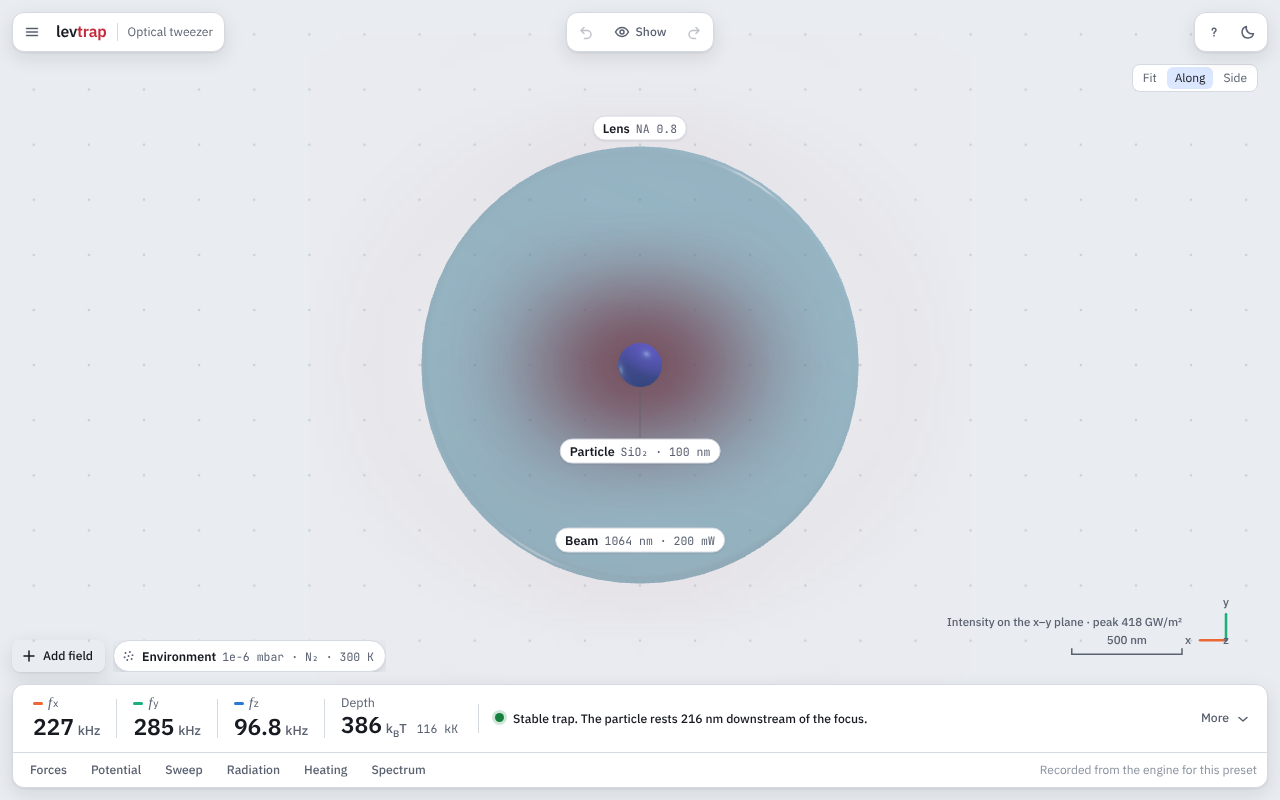 levtrap
Optical tweezer
Show
?
Fit
Along
Side
Lens NA 0.8
Particle SiO₂ · 100 nm
Beam 1064 nm · 200 mW
y
Intensity on the x–y plane · peak 418 GW/m²
500 nm
x
z
Add field
Environment 1e-6 mbar · N₂ · 300 K
fx
227 kHz
fy
285 kHz
fz
96.8 kHz
Depth
386 k_BT 116 kK
Stable trap. The particle rests 216 nm downstream of the focus.
More
Forces
Potential
Sweep
Radiation
Heating
Spectrum
Recorded from the engine for this preset